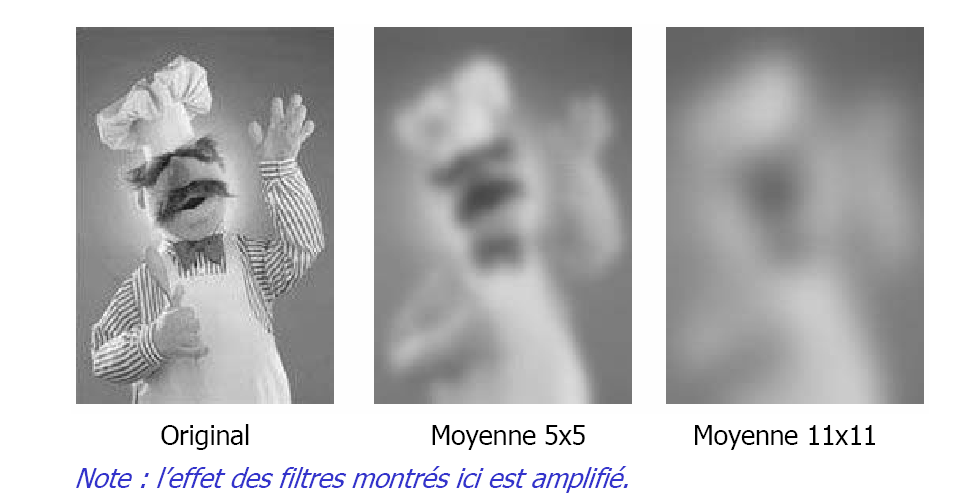 Original
Moyenne 5x5
Moyenne 11x11
Note : l’effet des filtres montrés ici est amplifié.